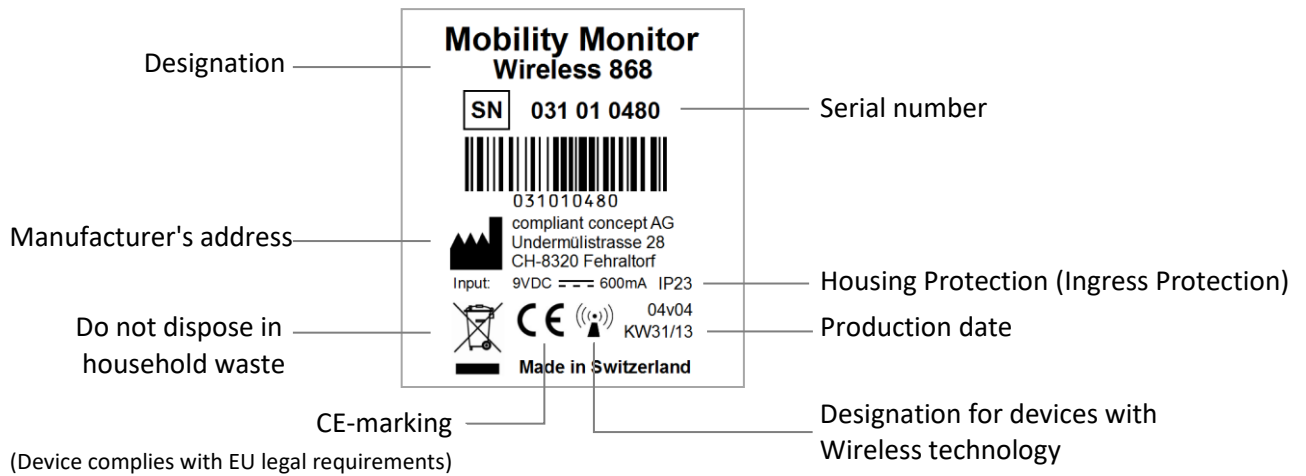 Mobility Monitor
Wireless 868
Designation
SN 031 01 0480
Serial number
031010480
Manufacturer's address
compliant concept AG
Undermülistrasse 28
CH-8320 Fehraltorf
Input: 9VDC 600mA IP23
Housing Protection (Ingress Protection)
Do not dispose in
household waste
CE
04v04
KW31/13
Production date
Made in Switzerland
CE-marking
(Device complies with EU legal requirements)
Designation for devices with
Wireless technology